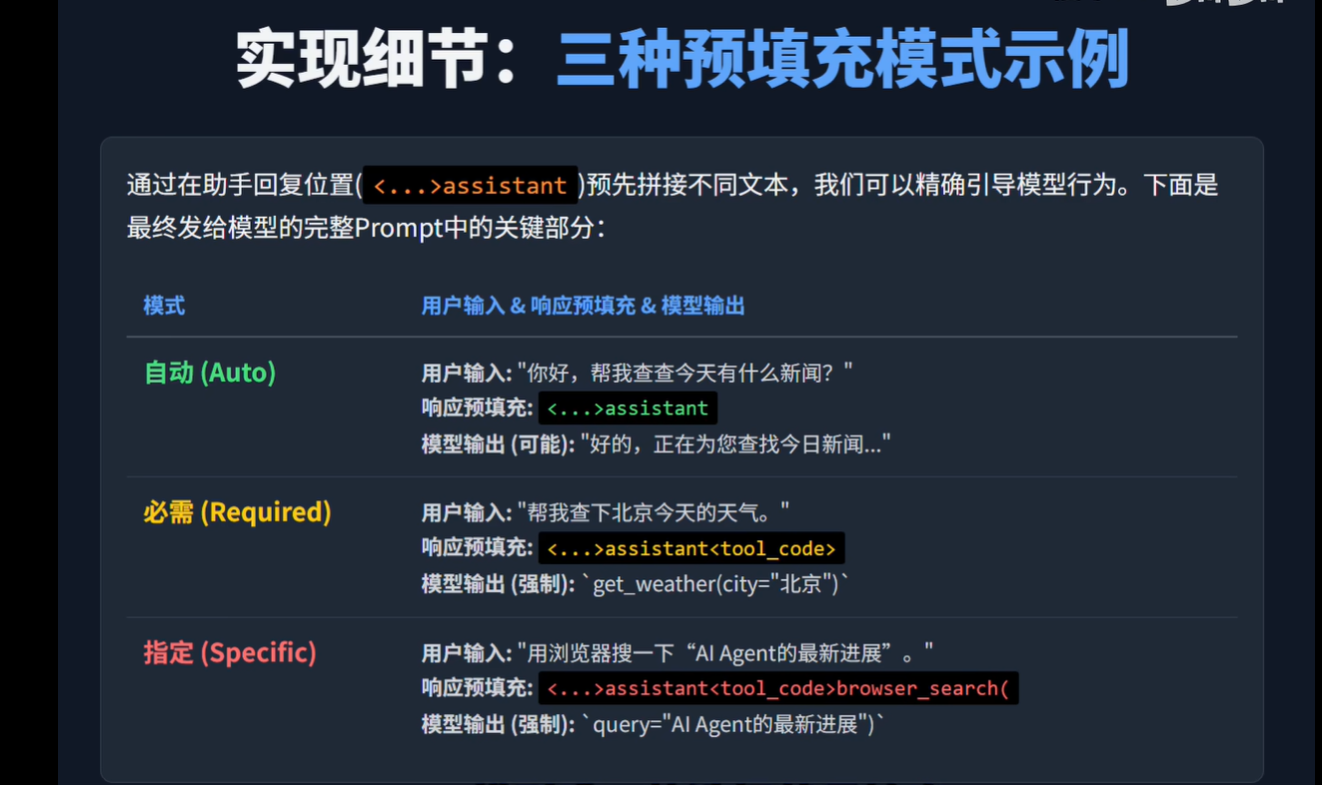 实现细节：三种预填充模式示例
通过在助手回复位置(<...>assistant)预先拼接不同文本，我们可以精确引导模型行为。下面是
最终发给模型的完整Prompt中的关键部分：
模式 用户输入 & 响应预填充 & 模型输出
自动 (Auto) 用户输入: "你好，帮我查查今天有什么新闻？"
响应预填充: <...>assistant
模型输出 (可能): "好的，正在为您查找今日新闻..."
必需 (Required) 用户输入: "帮我查下北京今天的天气。"
响应预填充: <...>assistant<tool_code>
模型输出 (强制): `get_weather(city="北京")`
指定 (Specific) 用户输入: "用浏览器搜一下“AI Agent的最新进展”。"
响应预填充: <...>assistant<tool_code>browser_search(
模型输出 (强制): `query="AI Agent的最新进展")`